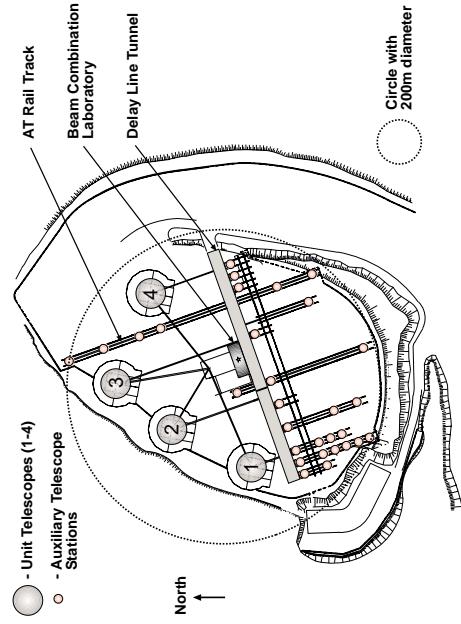 - Unit Telescopes (1-4)
- Auxiliary Telescope
Stations
North
AT Rail Track
Beam Combination
Laboratory
Delay Line Tunnel
1
2
3
4
*
Circle with
200m diameter